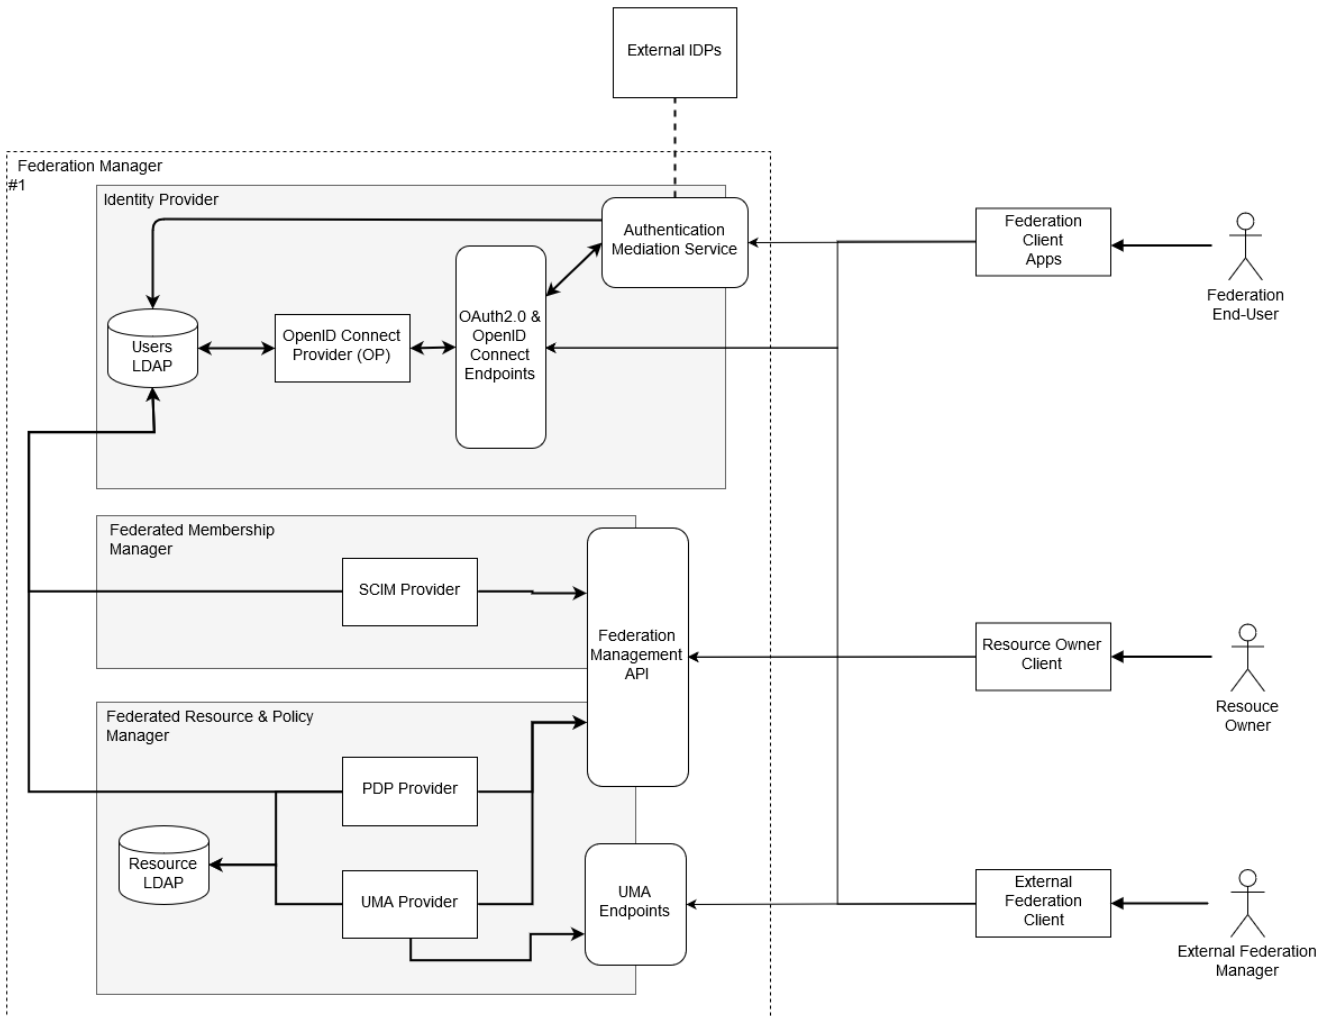 External IDPs
Federation Manager
#1
Identity Provider
Authentication
Mediation Service
Federation
Client
Apps
Federation
End-User
Users
LDAP
OpenID Connect
Provider (OP)
OAuth2.0 &
OpenID
Connect
Endpoints
Federated Membership
Manager
SCIM Provider
Federation
Management
API
Resource Owner
Client
Resouce
Owner
Federated Resource & Policy
Manager
PDP Provider
Resource
LDAP
UMA Provider
UMA
Endpoints
External
Federation
Client
External Federation
Manager